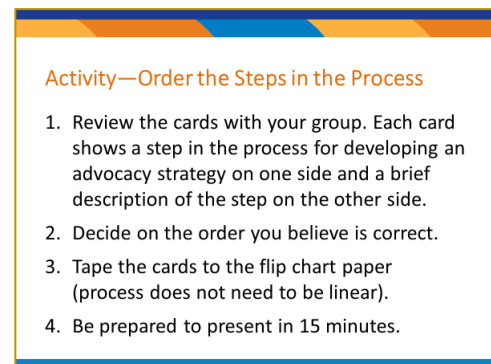 Activity—Order the Steps in the Process
1. Review the cards with your group. Each card
shows a step in the process for developing an
advocacy strategy on one side and a brief
description of the step on the other side.
2. Decide on the order you believe is correct.
3. Tape the cards to the flip chart paper
(process does not need to be linear).
4. Be prepared to present in 15 minutes.